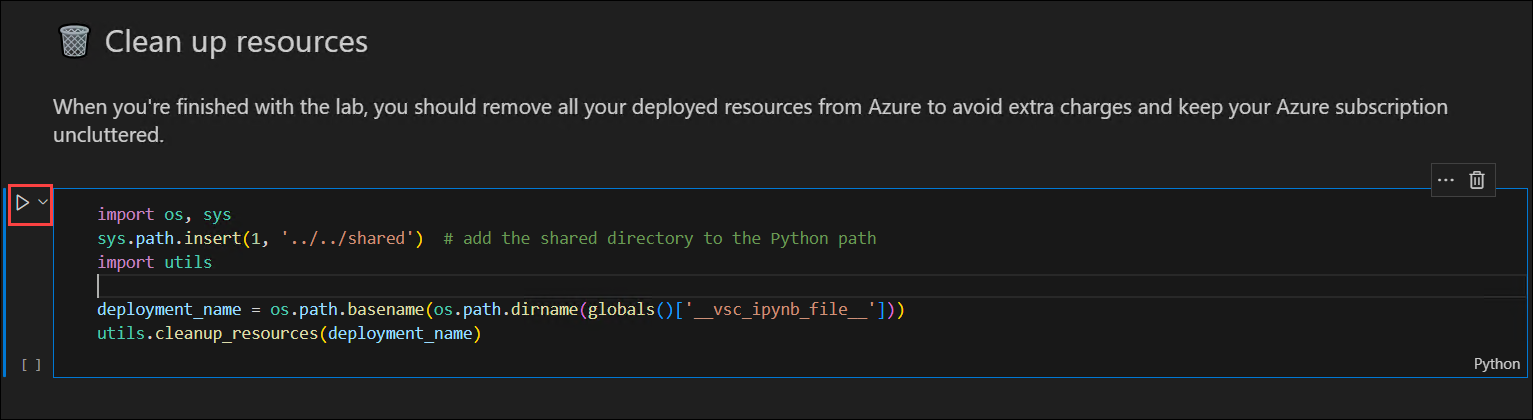 🗑️ Clean up resources
When you're finished with the lab, you should remove all your deployed resources from Azure to avoid extra charges and keep your Azure subscription
uncluttered.
import os, sys
sys.path.insert(1, '../../shared')  # add the shared directory to the Python path
import utils
deployment_name = os.path.basename(os.path.dirname(globals()['__vsc_ipynb_file__']))
utils.cleanup_resources(deployment_name)
[ ]
Python